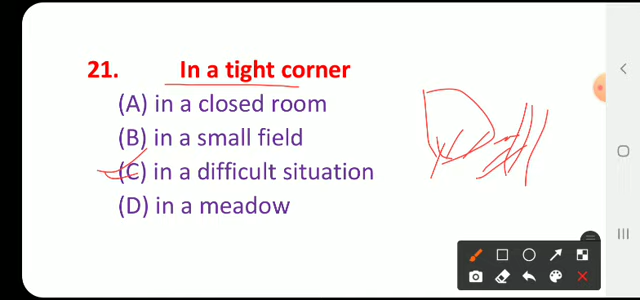 21. In a tight corner
(A) in a closed room
(B) in a small field
(C) in a difficult situation
(D) in a meadow